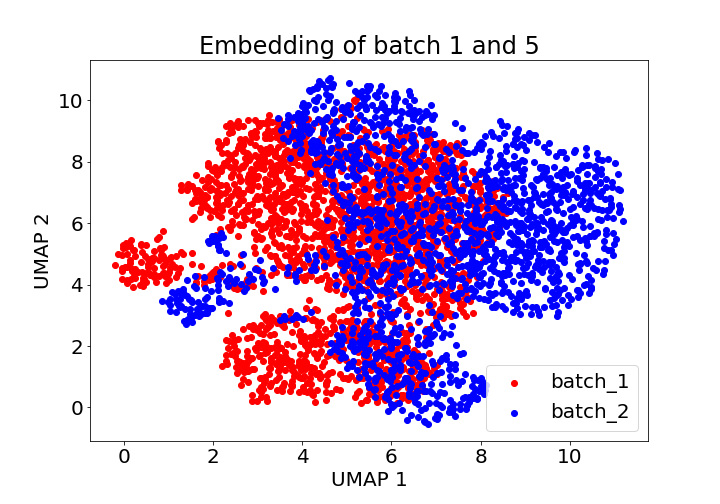 Embedding of batch 1 and 5
10
8
6
4
2
0
UMAP 2
batch_1
batch_2
0 2 4 6 8 10
UMAP 1